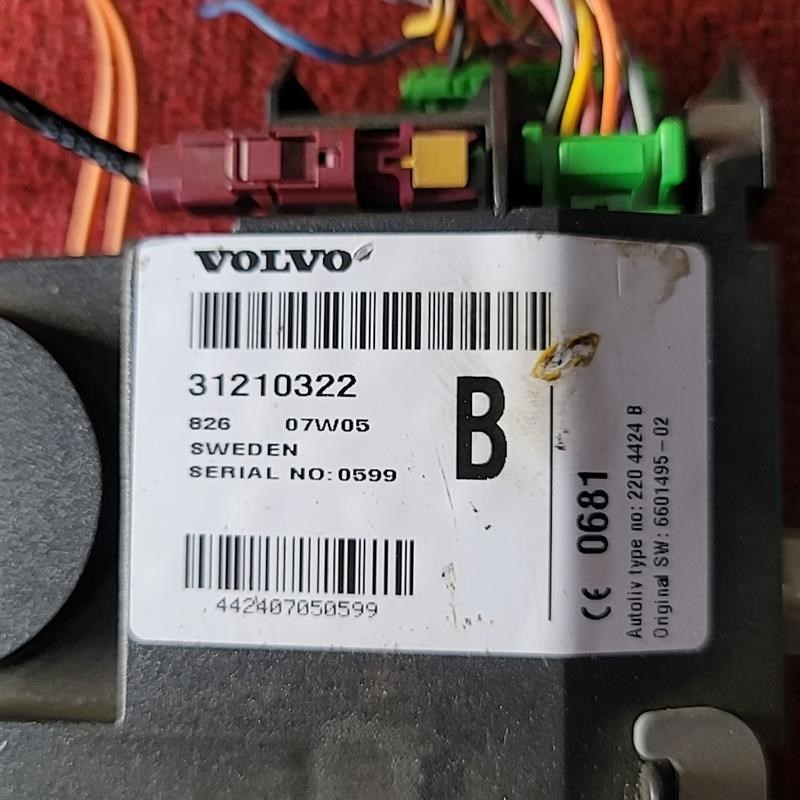 VOLVO
31210322
826 07W05
SWEDEN
SERIAL NO: 0599
B
442407050599
CE 0681
Autoliv type no: 220 4424 B
Original SW: 6601495-02